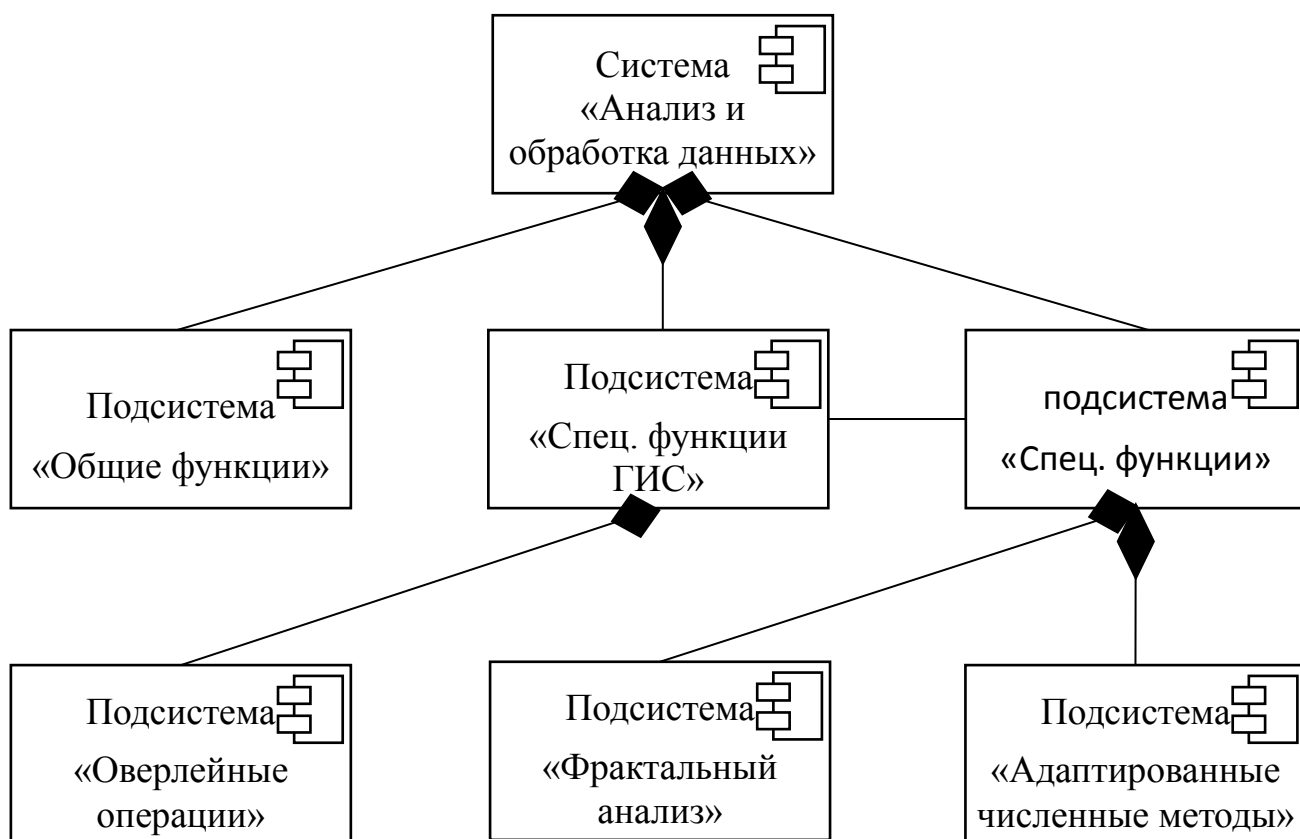 Система
«Анализ и
обработка данных»
Подсистема
«Общие функции»
Подсистема
«Спец. функции
ГИС»
подсистема
«Спец. функции»
Подсистема
«Оверлейные
операции»
Подсистема
«Фрактальный
анализ»
Подсистема
«Адаптированные
численные методы»